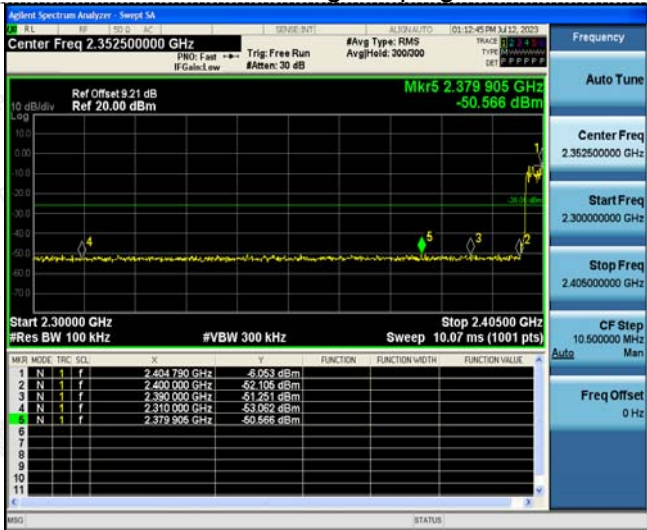 Agilent Spectrum Analyzer - Swept SA
RL RF 50 Ω AC SENSE:INT ALIGN AUTO 01:12:45 PM Jul 12, 2023
Center Freq 2.352500000 GHz
PNO: Fast
IFGain:Low
Trig: Free Run
#Atten: 30 dB
#Avg Type: RMS
Avg|Hold: 300/300
TRACE 1 2 3 4 5 6
TYPE
DET P P P P P P
Frequency
Auto Tune
Center Freq
2.352500000 GHz
Start Freq
2.300000000 GHz
Stop Freq
2.405000000 GHz
CF Step
10.500000 MHz
Auto Man
Freq Offset
0 Hz
Ref Offset 9.21 dB
Ref 20.00 dBm
10 dB/div
Log
Mkr5 2.379 905 GHz
-50.566 dBm
10.0
0.00
-10.0
-20.0
-30.0
-40.0
-50.0
-60.0
-70.0
1
4
5
3
2
Start 2.30000 GHz
Stop 2.40500 GHz
#Res BW 100 kHz
#VBW 300 kHz
Sweep 10.07 ms (1001 pts)
MKR MODE TRC SCL X Y FUNCTION FUNCTION WIDTH FUNCTION VALUE
1 N 1 f 2.404 790 GHz -6.053 dBm
2 N 1 f 2.400 000 GHz -52.105 dBm
3 N 1 f 2.390 000 GHz -51.251 dBm
4 N 1 f 2.310 000 GHz -53.062 dBm
5 N 1 f 2.379 905 GHz -50.566 dBm
6
7
8
9
10
11
MSG
STATUS